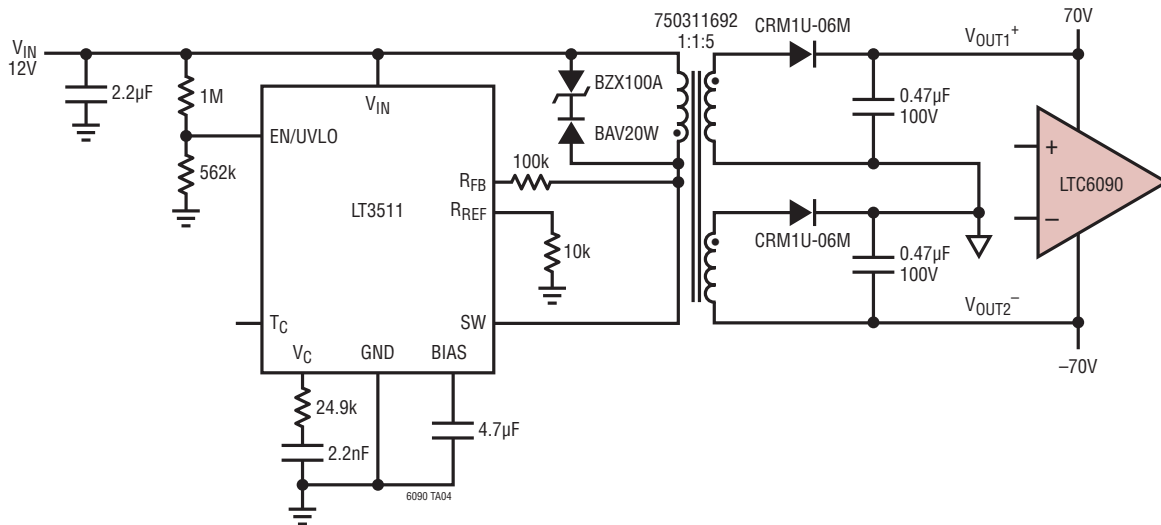 750311692
1:1:5
CRM1U-06M
VOUT1+
70V
VIN
12V
2.2µF
1M
VIN
BZX100A
0.47µF
100V
EN/UVLO
BAV20W
562k
100k
RFB
LT3511
RREF
10k
CRM1U-06M
+
LTC6090
–
0.47µF
100V
TC
SW
VOUT2–
VC
GND
BIAS
–70V
24.9k
4.7µF
2.2nF
6090 TA04